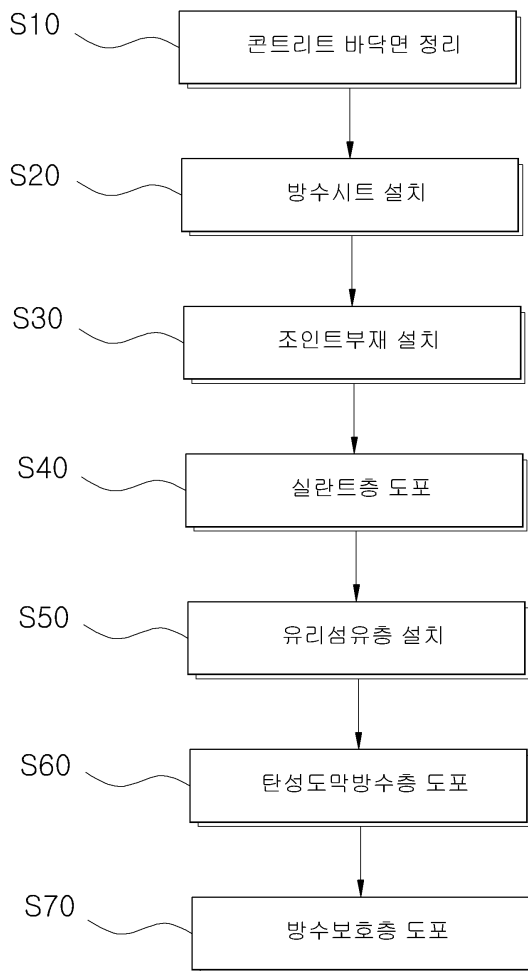 S10
콘트리트 바닥면 정리
S20
방수시트 설치
S30
조인트부재 설치
S40
실란트층 도포
S50
유리섬유층 설치
S60
탄성도막방수층 도포
S70
방수보호층 도포